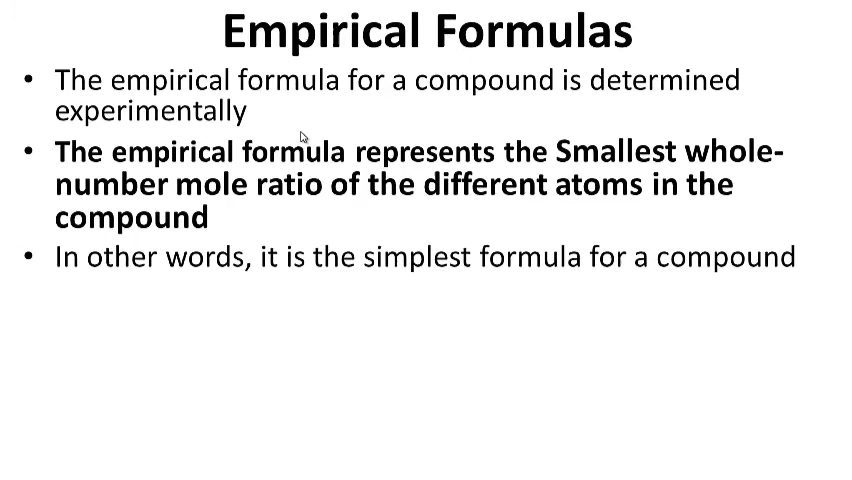 Empirical Formulas
• The empirical formula for a compound is determined
experimentally
• The empirical formula represents the Smallest whole-
number mole ratio of the different atoms in the
compound
• In other words, it is the simplest formula for a compound